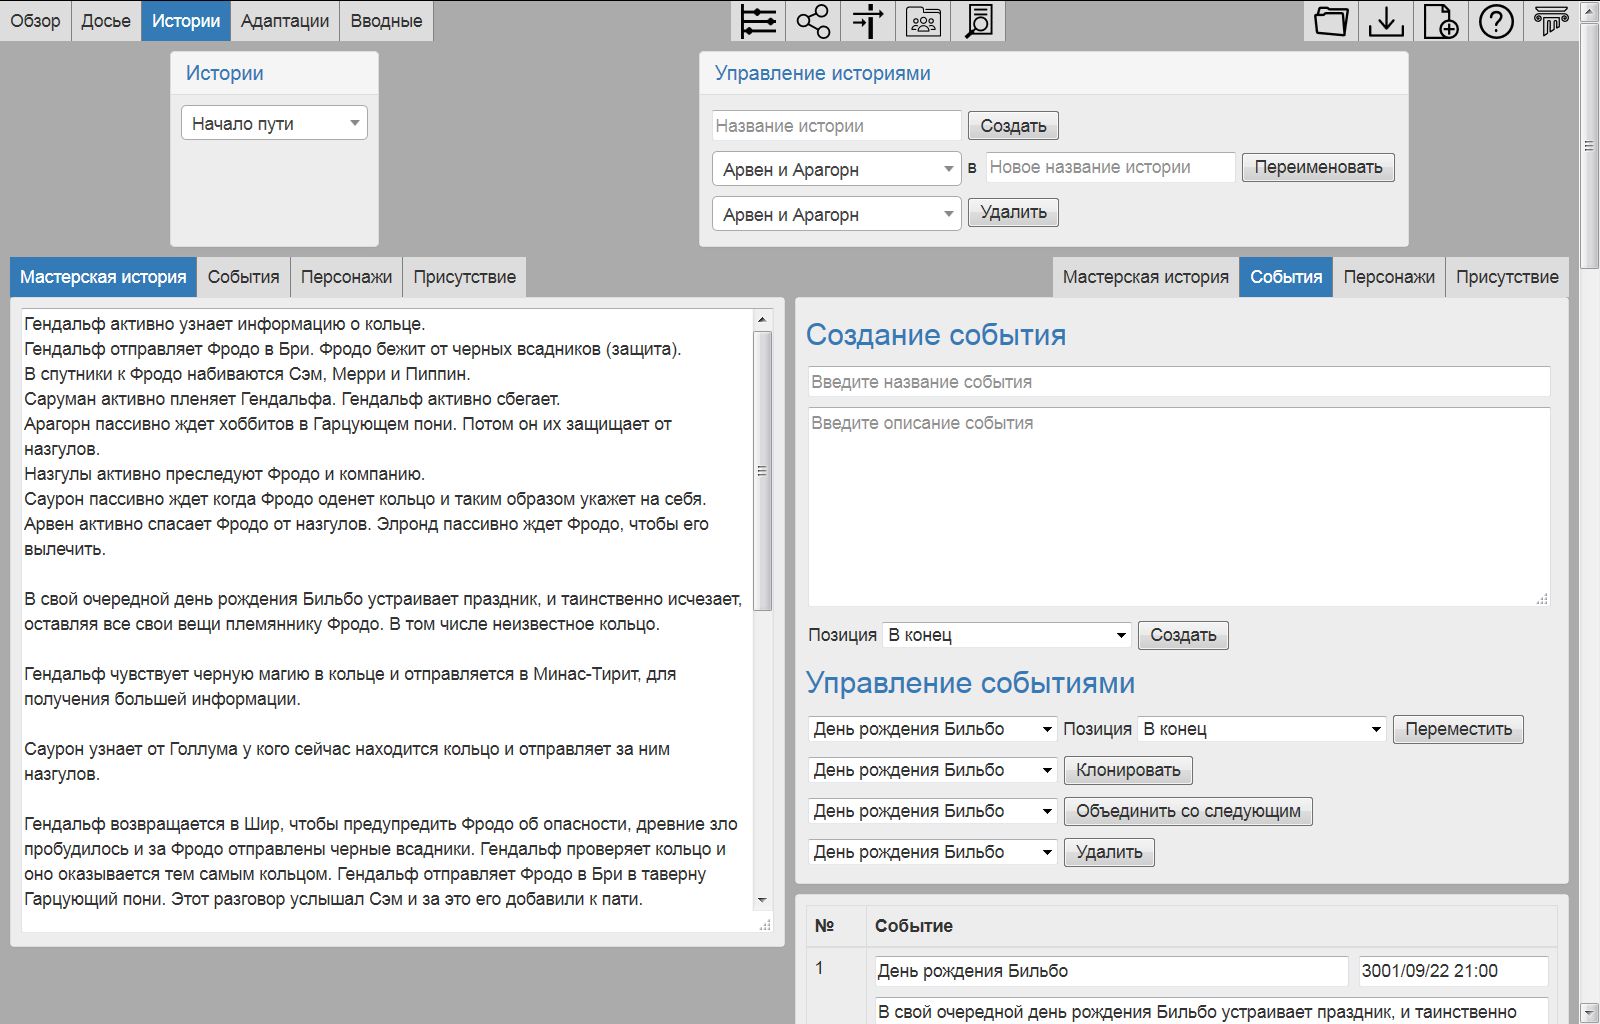 Обзор Досье Истории Адаптации Вводные
Истории
Начало пути
Управление историями
Название истории Создать
Арвен и Арагорн в Новое название истории Переименовать
Арвен и Арагорн Удалить
Мастерская история События Персонажи Присутствие
Гендальф активно узнает информацию о кольце.
Гендальф отправляет Фродо в Бри. Фродо бежит от черных всадников (защита).
В спутники к Фродо набиваются Сэм, Мерри и Пиппин.
Саруман активно пленяет Гендальфа. Гендальф активно сбегает.
Арагорн пассивно ждет хоббитов в Гарцующем пони. Потом он их защищает от
назгулов.
Назгулы активно преследуют Фродо и компанию.
Саурон пассивно ждет когда Фродо оденет кольцо и таким образом укажет на себя.
Арвен активно спасает Фродо от назгулов. Элронд пассивно ждет Фродо, чтобы его
вылечить.
В свой очередной день рождения Бильбо устраивает праздник, и таинственно исчезает,
оставляя все свои вещи племяннику Фродо. В том числе неизвестное кольцо.
Гендальф чувствует черную магию в кольце и отправляется в Минас-Тирит, для
получения большей информации.
Саурон узнает от Голлума у кого сейчас находится кольцо и отправляет за ним
назгулов.
Гендальф возвращается в Шир, чтобы предупредить Фродо об опасности, древние зло
пробудилось и за Фродо отправлены черные всадники. Гендальф проверяет кольцо и
оно оказывается тем самым кольцом. Гендальф отправляет Фродо в Бри в таверну
Гарцующий пони. Этот разговор услышал Сэм и за это его добавили к пати.
Мастерская история События Персонажи Присутствие
Создание события
Введите название события
Введите описание события
Позиция В конец Создать
Управление событиями
День рождения Бильбо Позиция В конец Переместить
День рождения Бильбо Клонировать
День рождения Бильбо Объединить со следующим
День рождения Бильбо Удалить
№ Событие
1 День рождения Бильбо 3001/09/22 21:00
В свой очередной день рождения Бильбо устраивает праздник, и таинственно